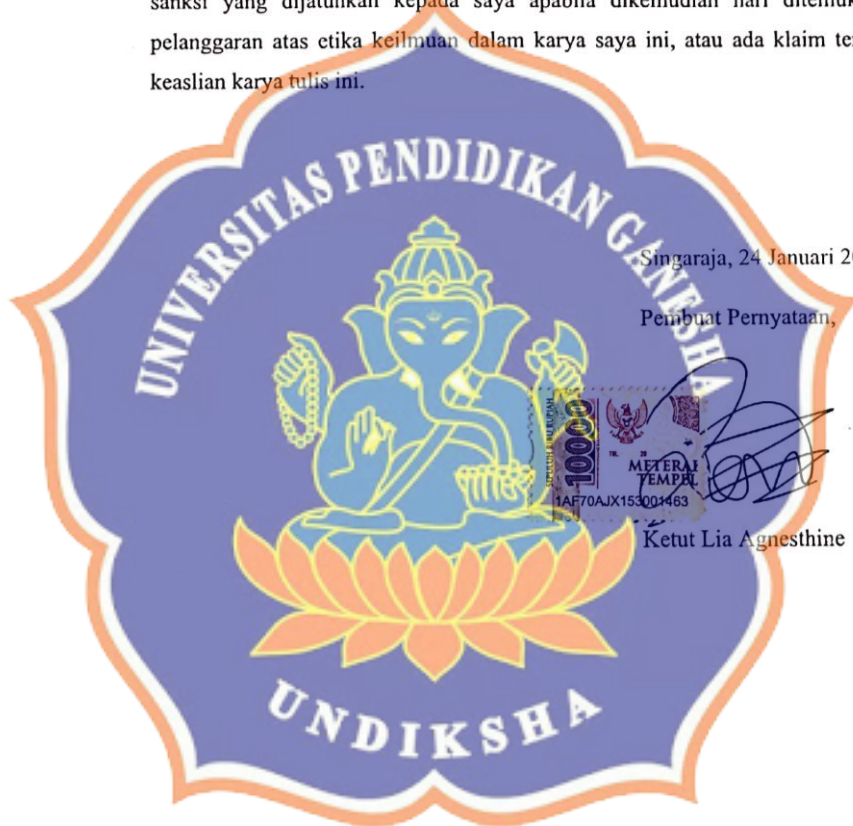 sanksi yang dijatuhkan kepada saya apabila dikemudian hari ditemuk
pelanggaran atas etika keilmuan dalam karya saya ini, atau ada klaim te
keaslian karya tulis ini.
UNIVERSITAS PENDIDIKAN GANESHA
Singaraja, 24 Januari 2
Pembuat Pernyataan,
SEPULUH RIBU RUPIAH
10000
TGL. 20
METERAI
TEMPEL
1AF70AJX153001463
Ketut Lia Agnesthine
UNDIKSHA